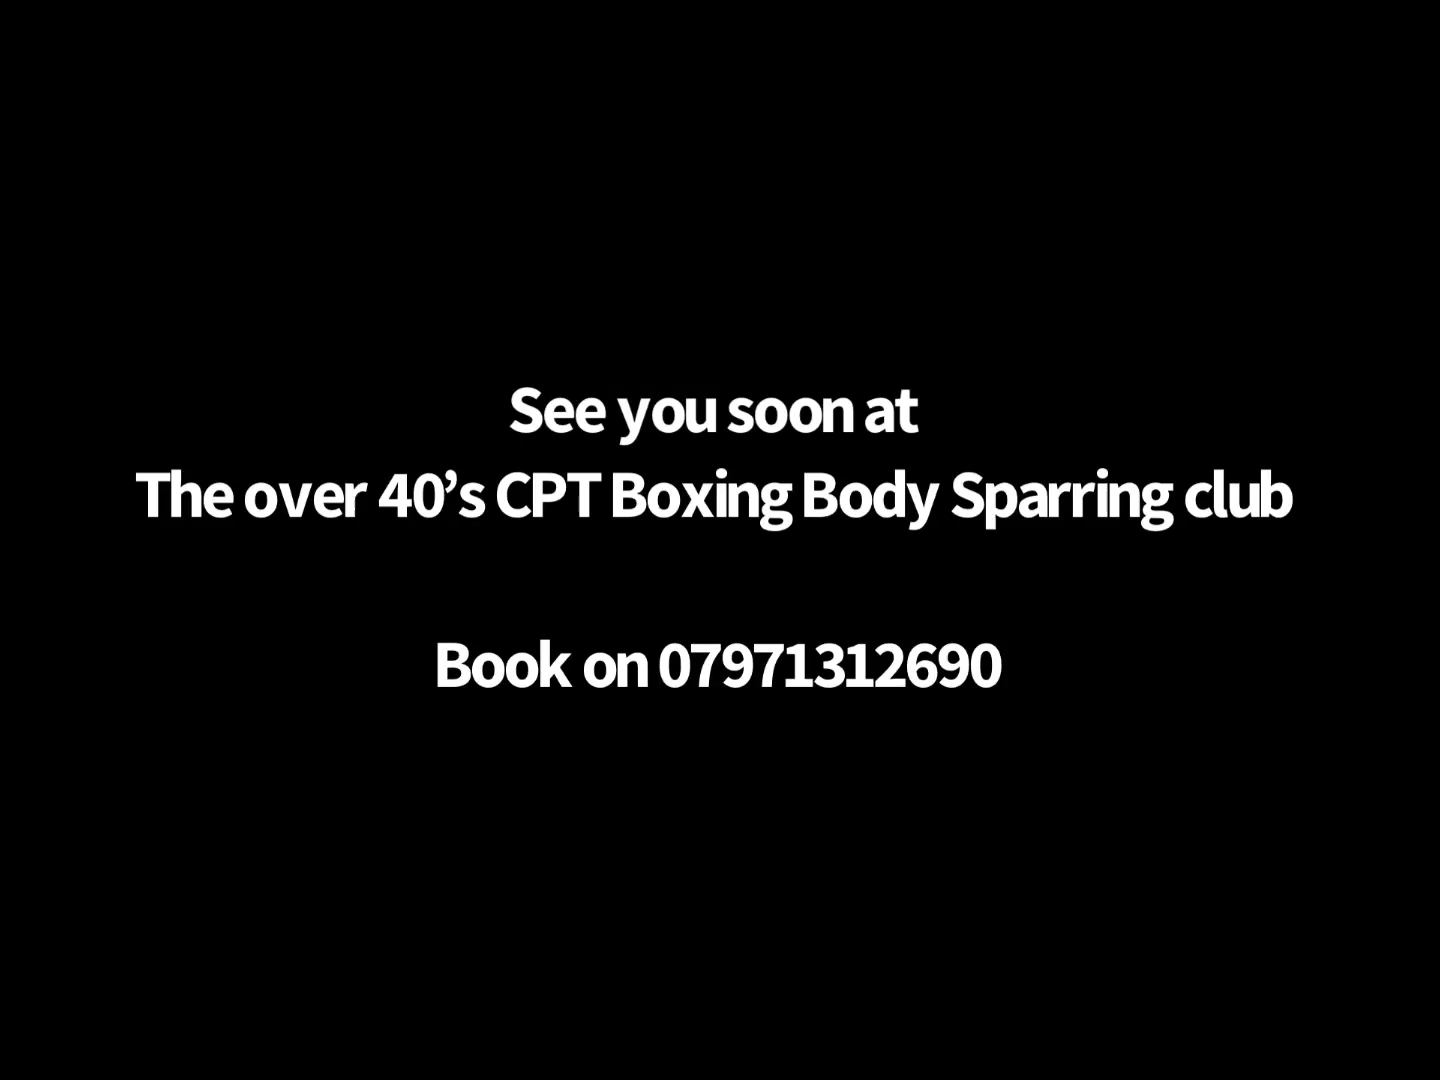 See you soon at
The over 40’s CPT Boxing Body Sparring club
Book on 07971312690